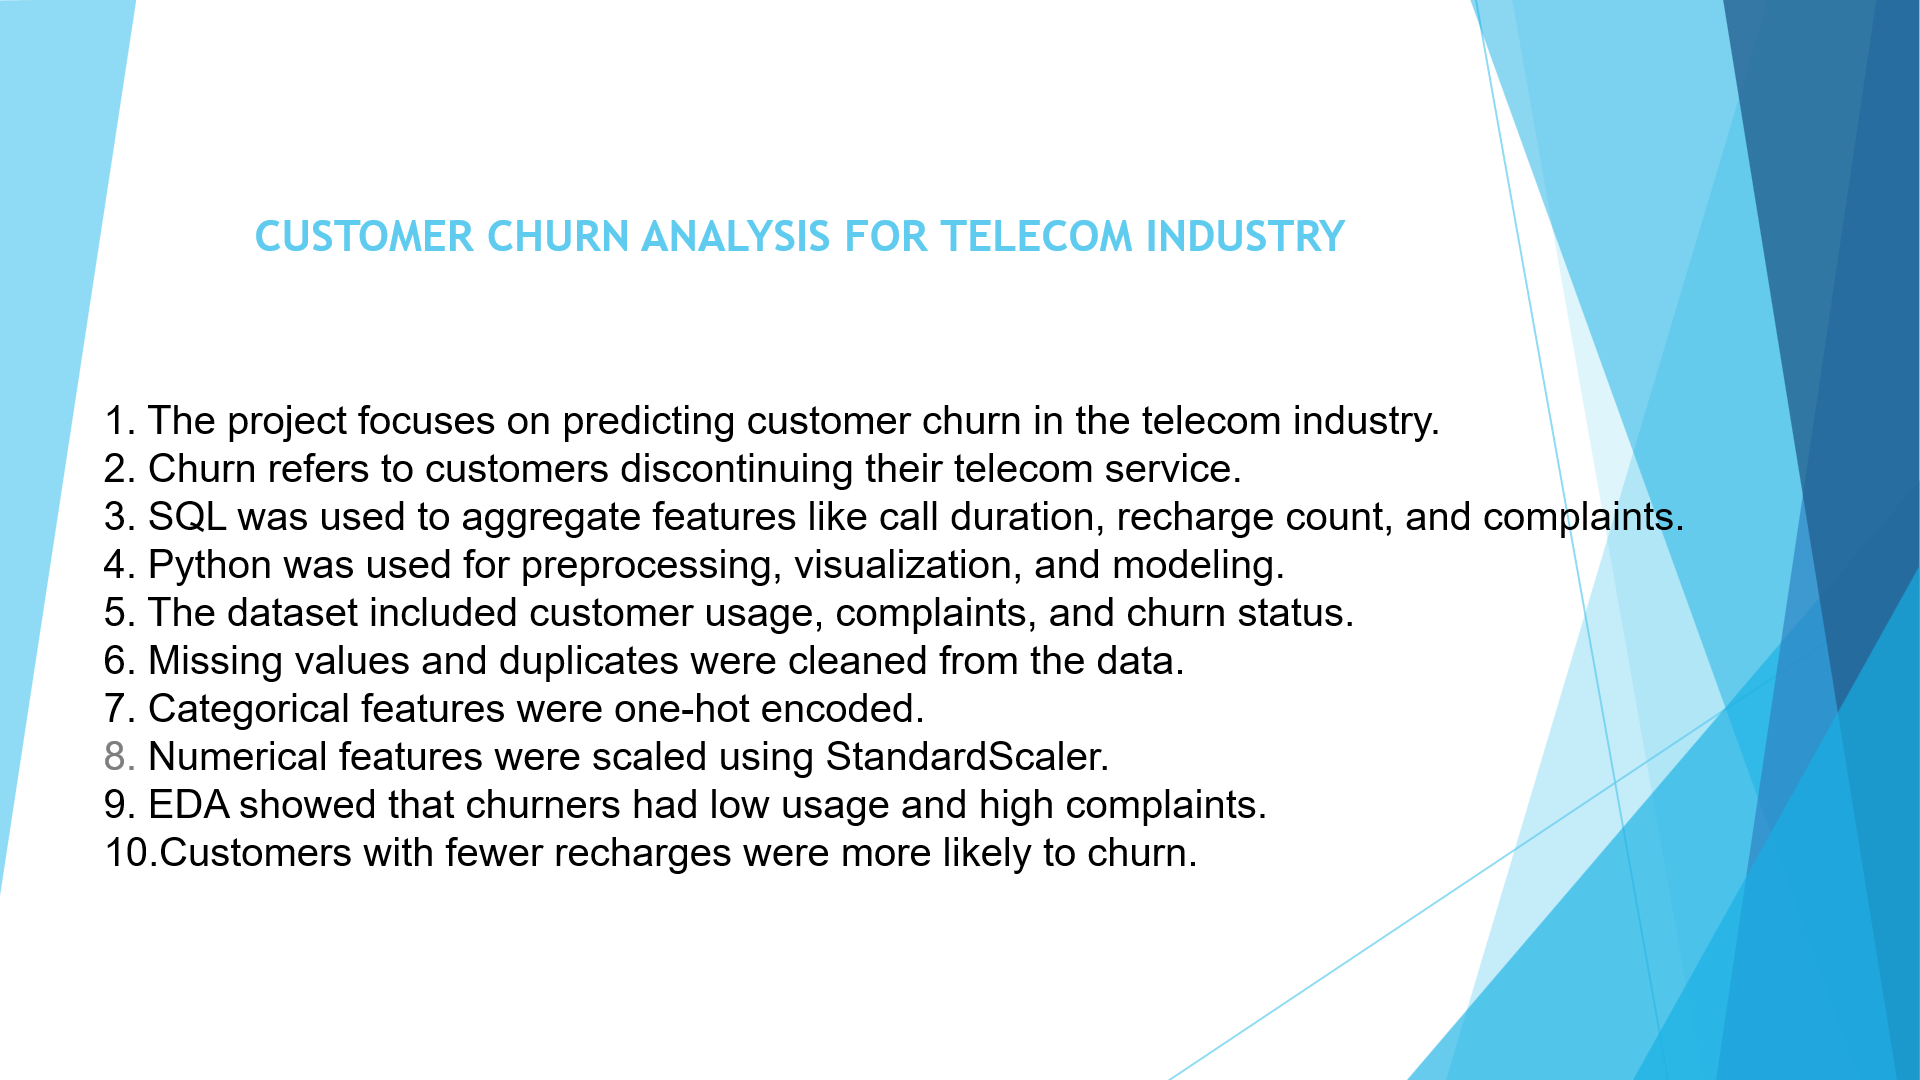 CUSTOMER CHURN ANALYSIS FOR TELECOM INDUSTRY
1. The project focuses on predicting customer churn in the telecom industry.
2. Churn refers to customers discontinuing their telecom service.
3. SQL was used to aggregate features like call duration, recharge count, and complaints.
4. Python was used for preprocessing, visualization, and modeling.
5. The dataset included customer usage, complaints, and churn status.
6. Missing values and duplicates were cleaned from the data.
7. Categorical features were one-hot encoded.
8. Numerical features were scaled using StandardScaler.
9. EDA showed that churners had low usage and high complaints.
10.Customers with fewer recharges were more likely to churn.